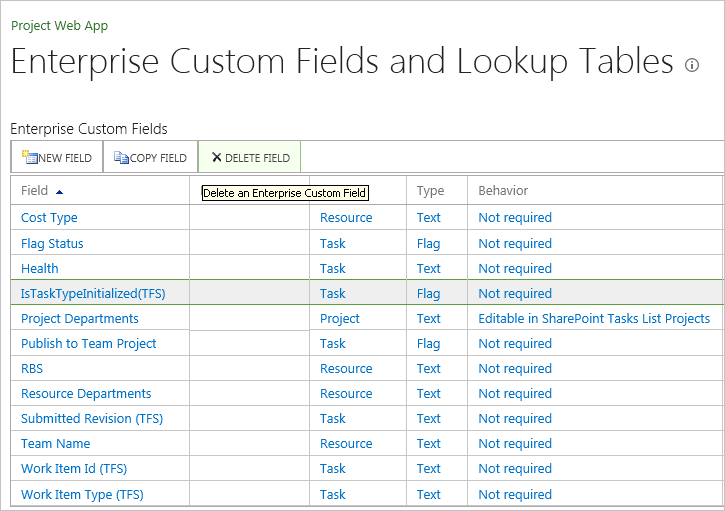 Project Web App
Enterprise Custom Fields and Lookup Tables
Enterprise Custom Fields
NEW FIELD COPY FIELD DELETE FIELD
Field Type Behavior
Delete an Enterprise Custom Field
Cost Type Resource Text Not required
Flag Status Task Flag Not required
Health Task Text Not required
IsTaskTypeInitialized(TFS) Task Flag Not required
Project Departments Project Text Editable in SharePoint Tasks List Projects
Publish to Team Project Task Flag Not required
RBS Resource Text Not required
Resource Departments Resource Text Not required
Submitted Revision (TFS) Task Text Not required
Team Name Resource Text Not required
Work Item Id (TFS) Task Text Not required
Work Item Type (TFS) Task Text Not required